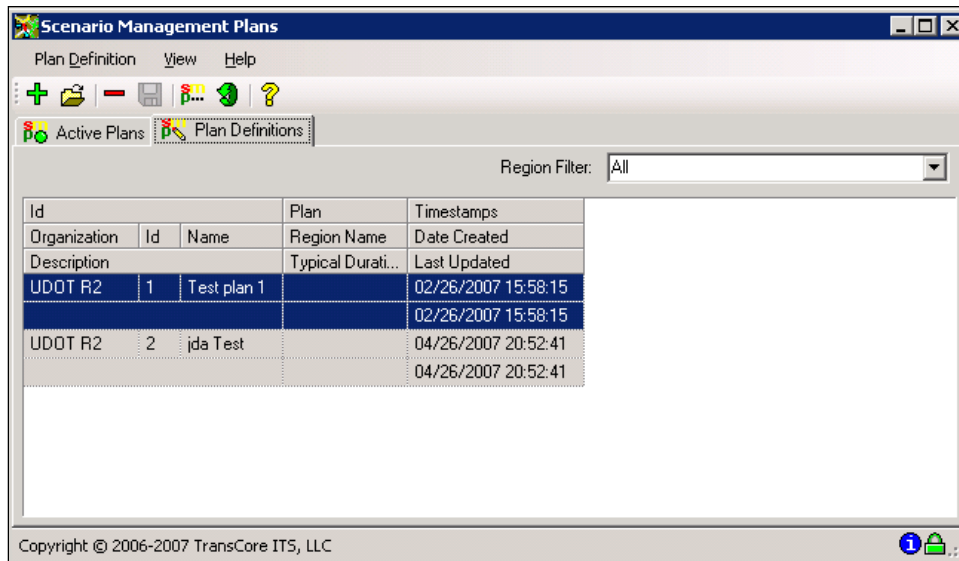 Scenario Management Plans
Plan Definition View Help
Active Plans Plan Definitions
Region Filter: All
Id Plan Timestamps
Organization Id Name Region Name Date Created
Description Typical Durati... Last Updated
UDOT R2 1 Test plan 1 02/26/2007 15:58:15
02/26/2007 15:58:15
UDOT R2 2 jda Test 04/26/2007 20:52:41
04/26/2007 20:52:41
Copyright © 2006-2007 TransCore ITS, LLC